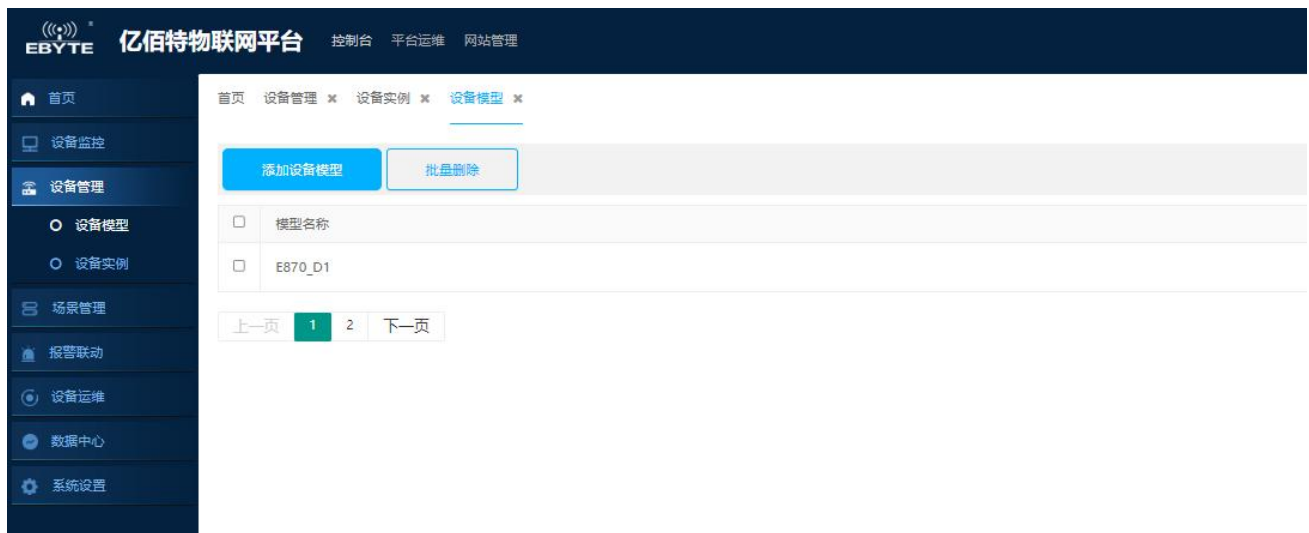 EBYTE 亿佰特物联网平台 控制台 平台运维 网站管理
首页
设备监控
设备管理
设备模型
设备实例
场景管理
报警联动
设备运维
数据中心
系统设置
首页 设备管理 设备实例 设备模型
添加设备模型 批量删除
模型名称
E870_D1
上一页 1 2 下一页